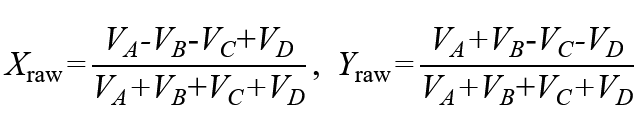 X_raw = (V_A - V_B - V_C + V_D) / (V_A + V_B + V_C + V_D) , Y_raw = (V_A + V_B - V_C - V_D) / (V_A + V_B + V_C + V_D)